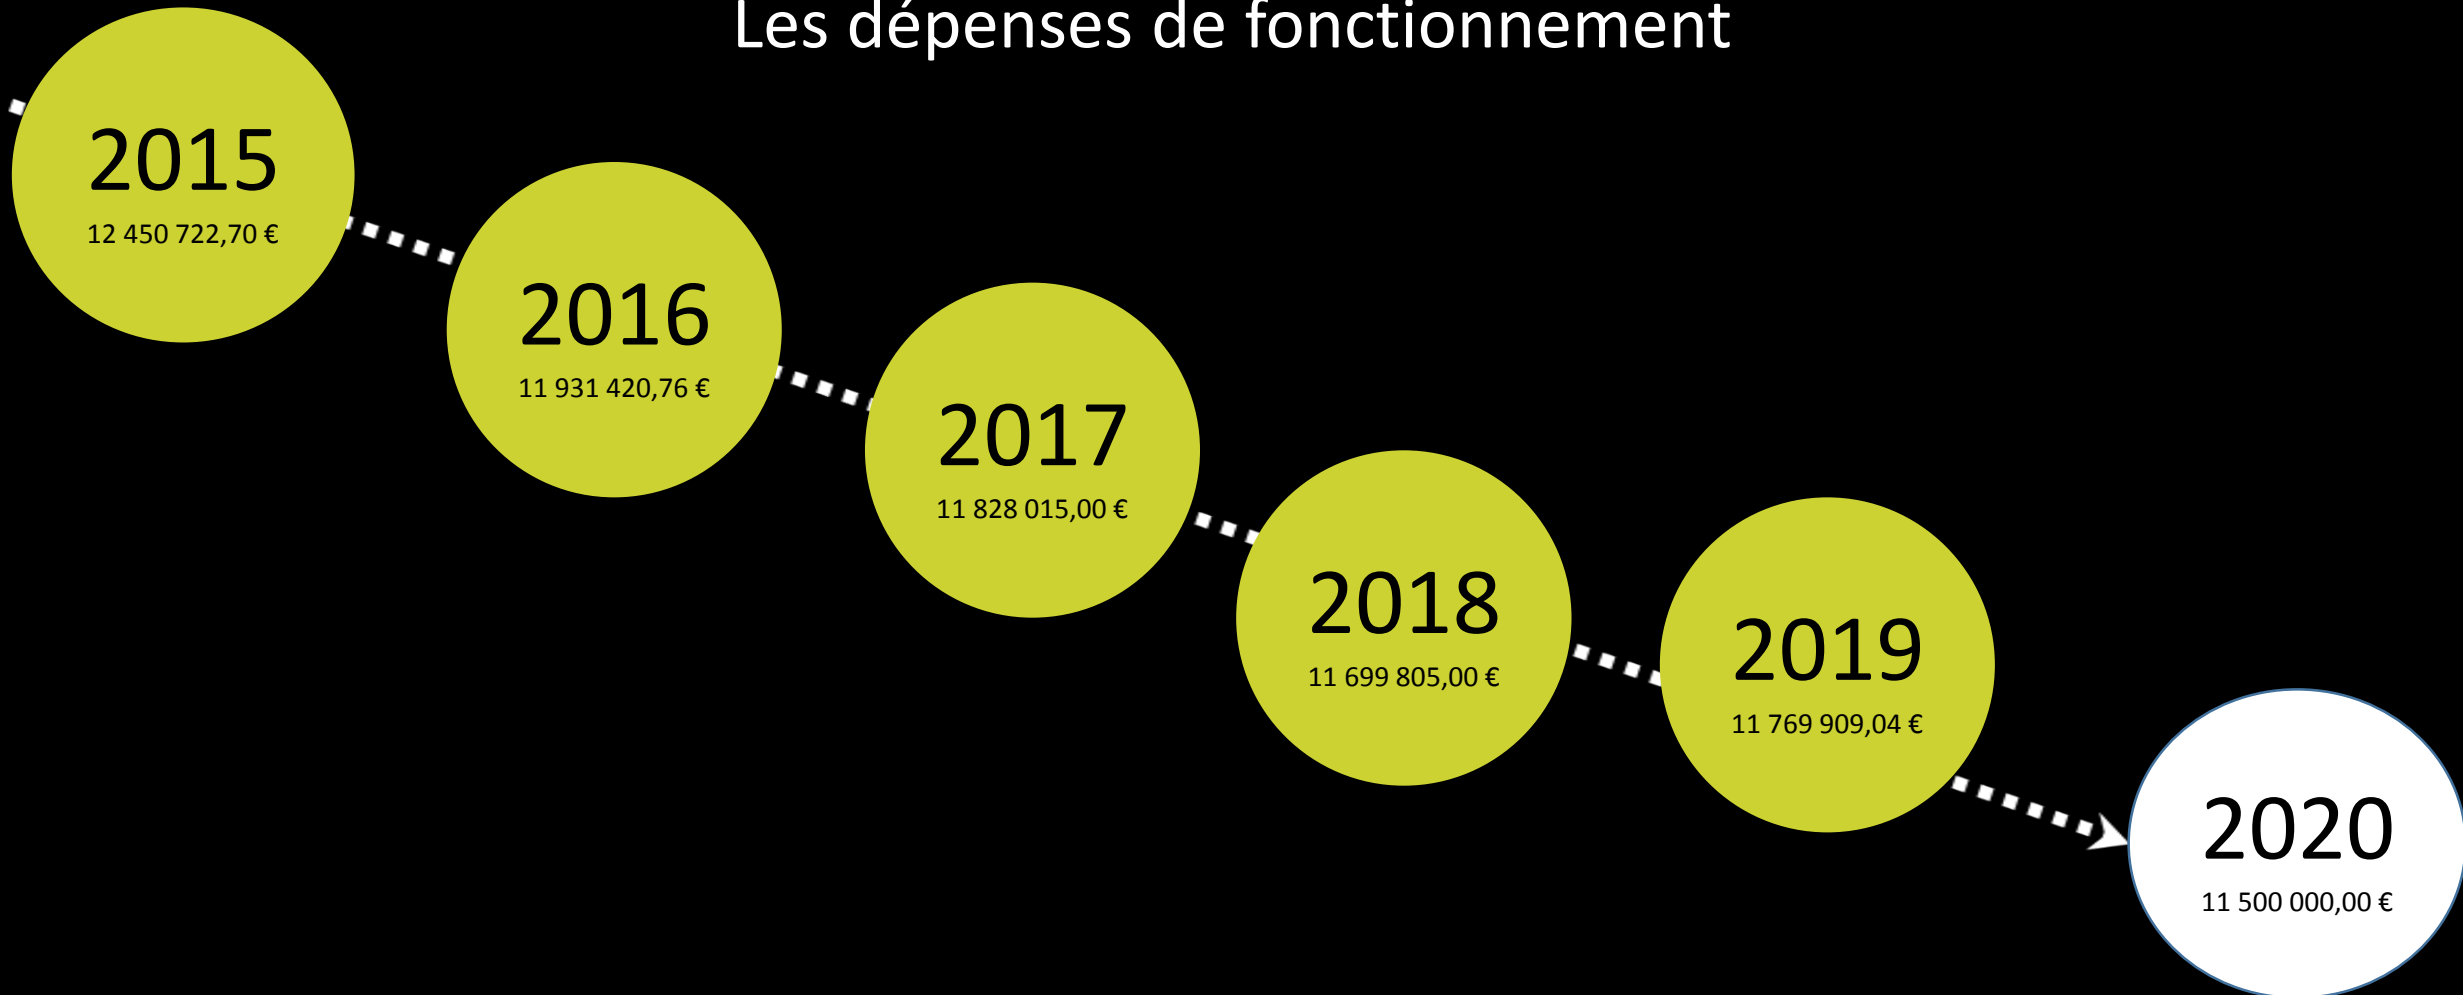 Les dépenses de fonctionnement
2015
12 450 722,70 €
2016
11 931 420,76 €
2017
11 828 015,00 €
2018
11 699 805,00 €
2019
11 769 909,04 €
2020
11 500 000,00 €